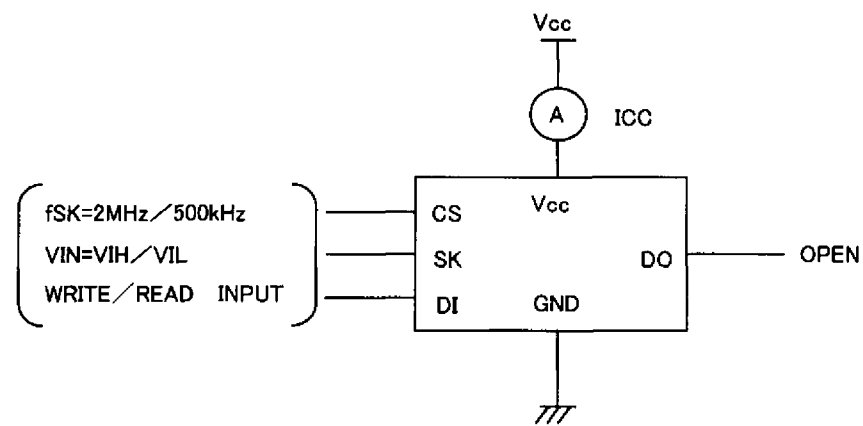 Vcc
A ICC
Vcc
fSK=2MHz／500kHz CS
VIN=VIH／VIL SK DO OPEN
WRITE／READ INPUT DI GND